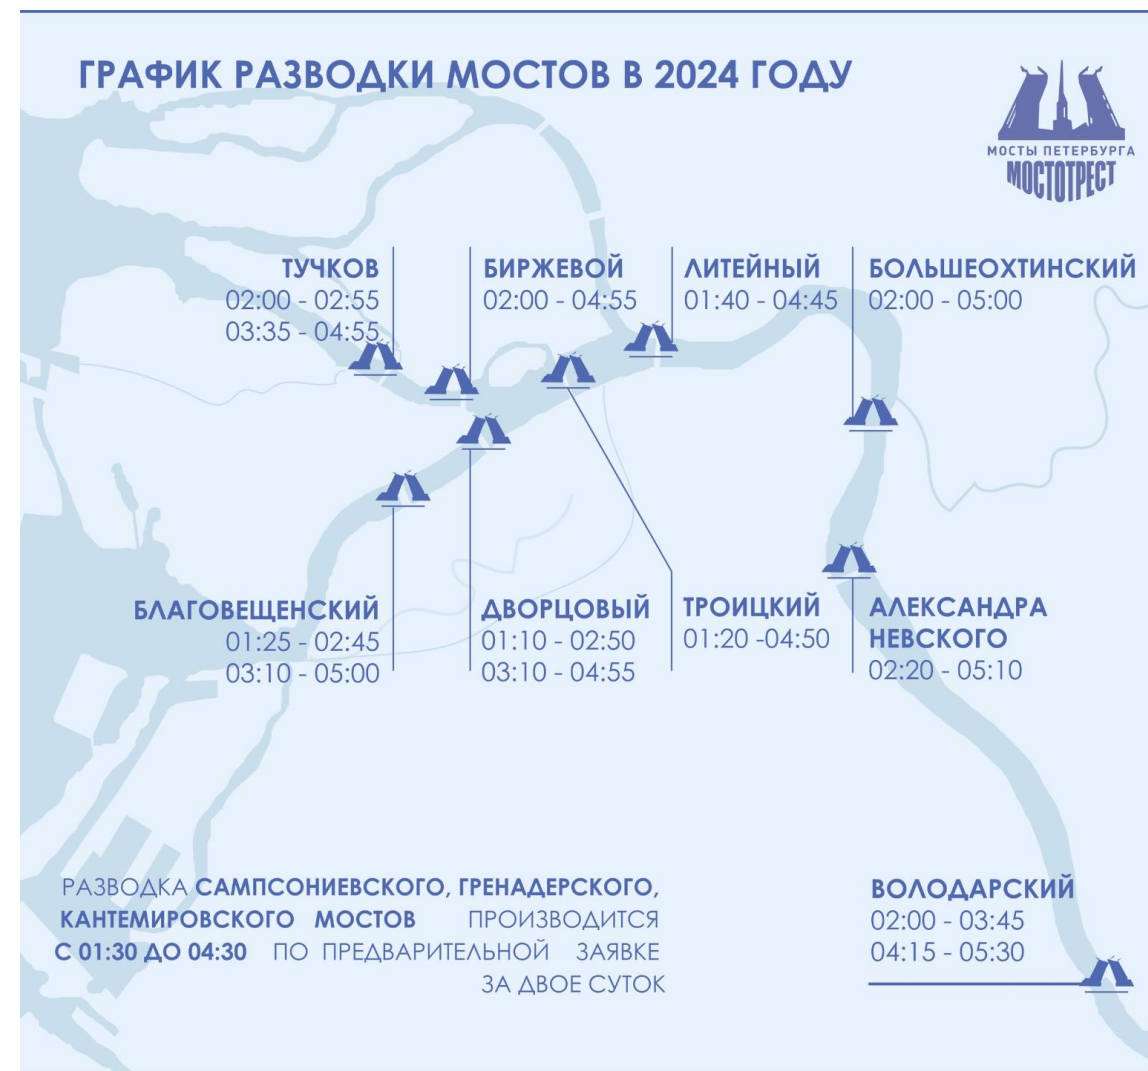 ГРАФИК РАЗВОДКИ МОСТОВ В 2024 ГОДУ
МОСТЫ ПЕТЕРБУРГА
МОСТОТРЕСТ
ТУЧКОВ
02:00 - 02:55
03:35 - 04:55
БИРЖЕВОЙ
02:00 - 04:55
ЛИТЕЙНЫЙ
01:40 - 04:45
БОЛЬШЕОХТИНСКИЙ
02:00 - 05:00
БЛАГОВЕЩЕНСКИЙ
01:25 - 02:45
03:10 - 05:00
ДВОРЦОВЫЙ
01:10 - 02:50
03:10 - 04:55
ТРОИЦКИЙ
01:20 -04:50
АЛЕКСАНДРА
НЕВСКОГО
02:20 - 05:10
РАЗВОДКА САМПСОНИЕВСКОГО, ГРЕНАДЕРСКОГО,
КАНТЕМИРОВСКОГО МОСТОВ ПРОИЗВОДИТСЯ
С 01:30 ДО 04:30 ПО ПРЕДВАРИТЕЛЬНОЙ ЗАЯВКЕ
ЗА ДВОЕ СУТОК
ВОЛОДАРСКИЙ
02:00 - 03:45
04:15 - 05:30